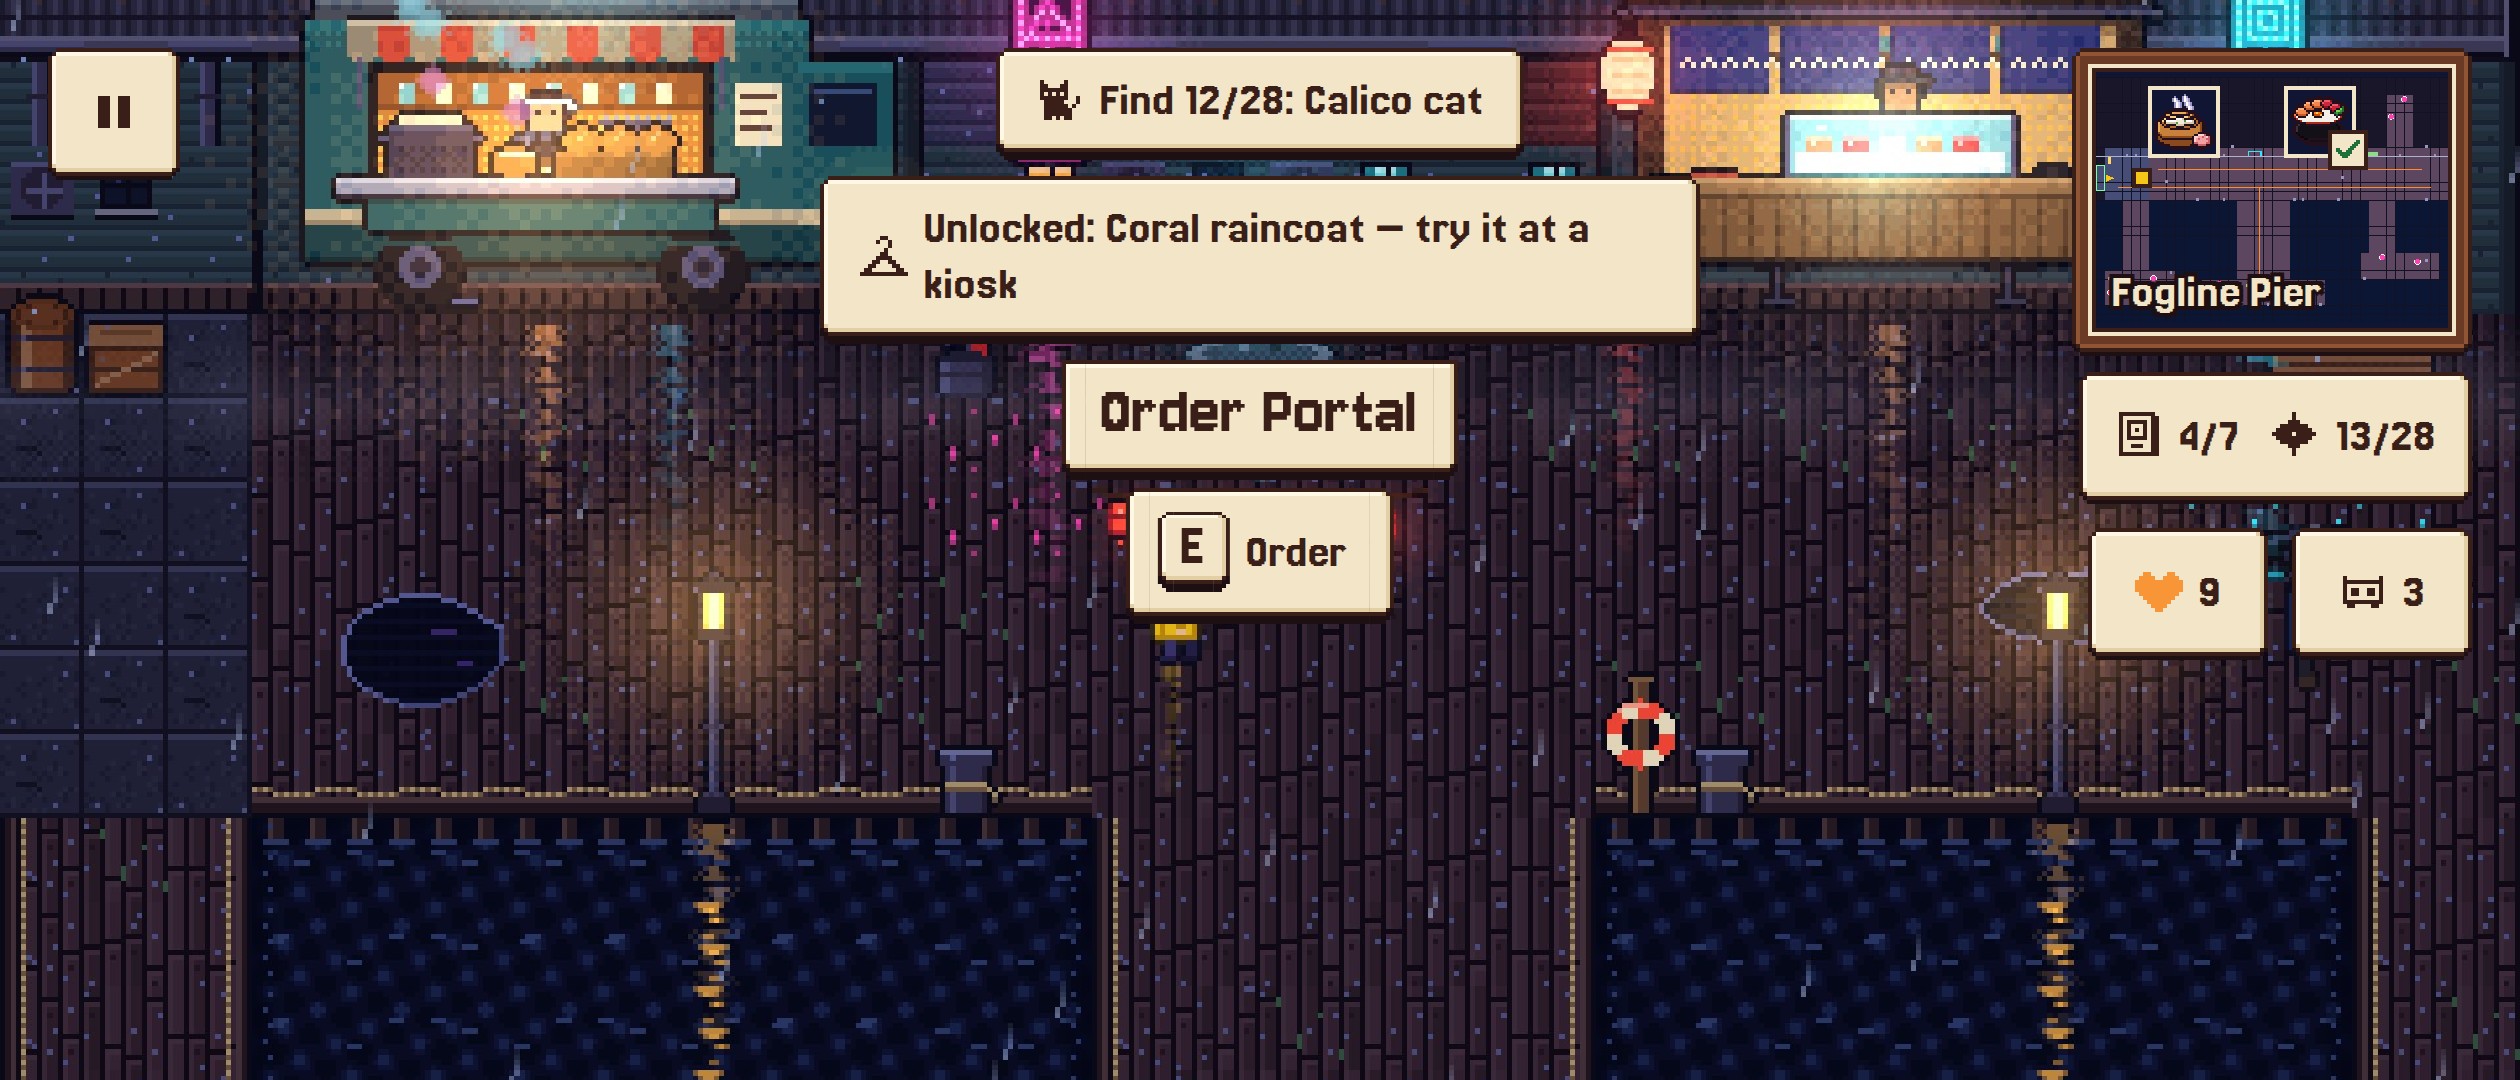 Find 12/28: Calico cat
Unlocked: Coral raincoat — try it at a
kiosk
Fogline Pier
Order Portal
4/7 13/28
E Order
9 3